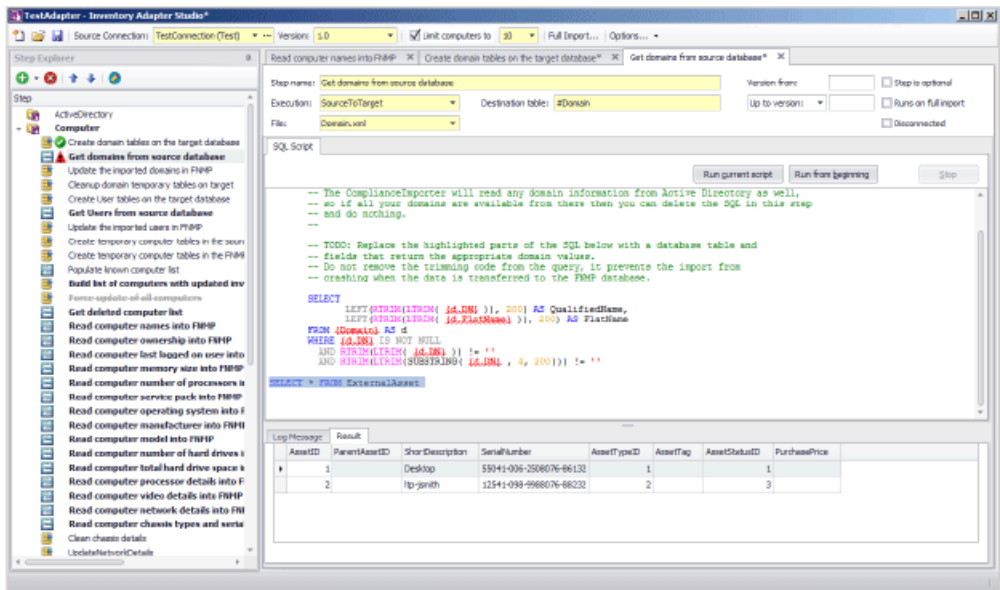 TestAdapter - Inventory Adapter Studio*
Source Connection: TestConnection (Test) ... Version: 1.0 Limit computers to 10 Full Import... Options...
Step Explorer
Step
ActiveDirectory
Computer
Create domain tables on the target database
Get domains from source database
Update the imported domains in FNMP
Cleanup domain temporary tables on target
Create User tables on the target database
Get Users from source database
Update the imported users in FNMP
Create temporary computer tables in the sourc
Create temporary computer tables in the FNMP
Populate known computer list
Build list of computers with updated inv
Force update of all computers
Get deleted computer list
Read computer names into FNMP
Read computer ownership into FNMP
Read computer last logged on user into
Read computer memory size into FNMP
Read computer number of processors i
Read computer service pack into FNMP
Read computer operating system into F
Read computer manufacturer into FNMI
Read computer model into FNMP
Read computer number of hard drives i
Read computer total hard drive space i
Read computer processor details into F
Read computer video details into FNMP
Read computer network details into FNI
Read computer chassis types and seria
Clean chassis details
UpdateNetworkDetails
Read computer names into FNMP Create domain tables on the target database* Get domains from source database*
Step name: Get domains from source database Version from: Step is optional
Execution: SourceToTarget Destination table: #Domain Up to version: Runs on full import
File: Domain.xml Disconnected
SQL Script
Run current script Run from beginning Stop
-- The ComplianceImporter will read any domain information from Active Directory as well,
-- so if all your domains are available from there then you can delete the SQL in this step
-- and do nothing.
--
-- TODO: Replace the highlighted parts of the SQL below with a database table and
-- fields that return the appropriate domain values.
-- Do not remove the trimming code from the query, it prevents the import from
-- crashing when the data is transferred to the FNMP database.
SELECT
LEFT(RTRIM(LTRIM( {d.DN} )), 200) AS QualifiedName,
LEFT(RTRIM(LTRIM( {d.FlatName} )), 200) AS FlatName
FROM {Domain} AS d
WHERE {d.DN} IS NOT NULL
AND RTRIM(LTRIM( {d.DN} )) != ''
AND RTRIM(LTRIM(SUBSTRING( {d.DN} , 4, 200))) != ''
SELECT * FROM ExternalAsset
Log Message Result
AssetID ParentAssetID ShortDescription SerialNumber AssetTypeID AssetTag AssetStatusID PurchasePrice
1 Desktop 55041-006-2508076-86132 1 1
2 ltp-jsmith 12541-098-9988076-88232 2 3